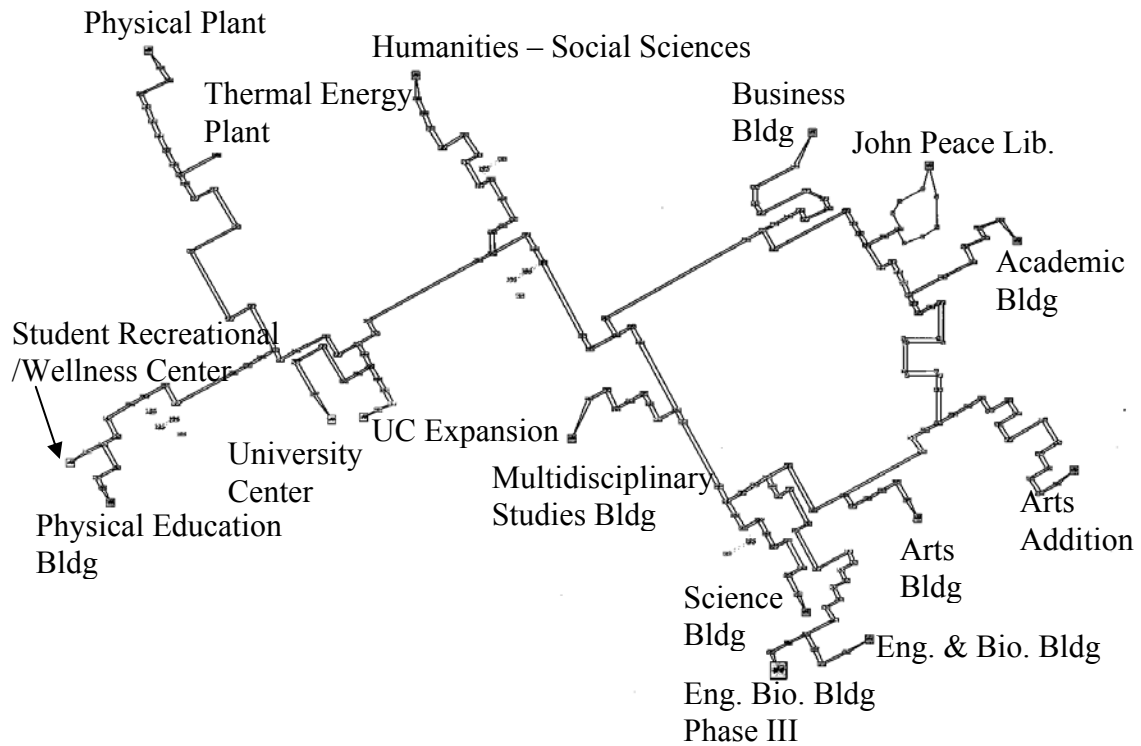 Physical Plant
Humanities – Social Sciences
Thermal Energy
Plant
Business
Bldg
John Peace Lib.
Academic
Bldg
Student Recreational
/Wellness Center
University
Center
UC Expansion
Multidisciplinary
Studies Bldg
Physical Education
Bldg
Arts
Addition
Arts
Bldg
Science
Bldg
Eng. & Bio. Bldg
Eng. Bio. Bldg
Phase III